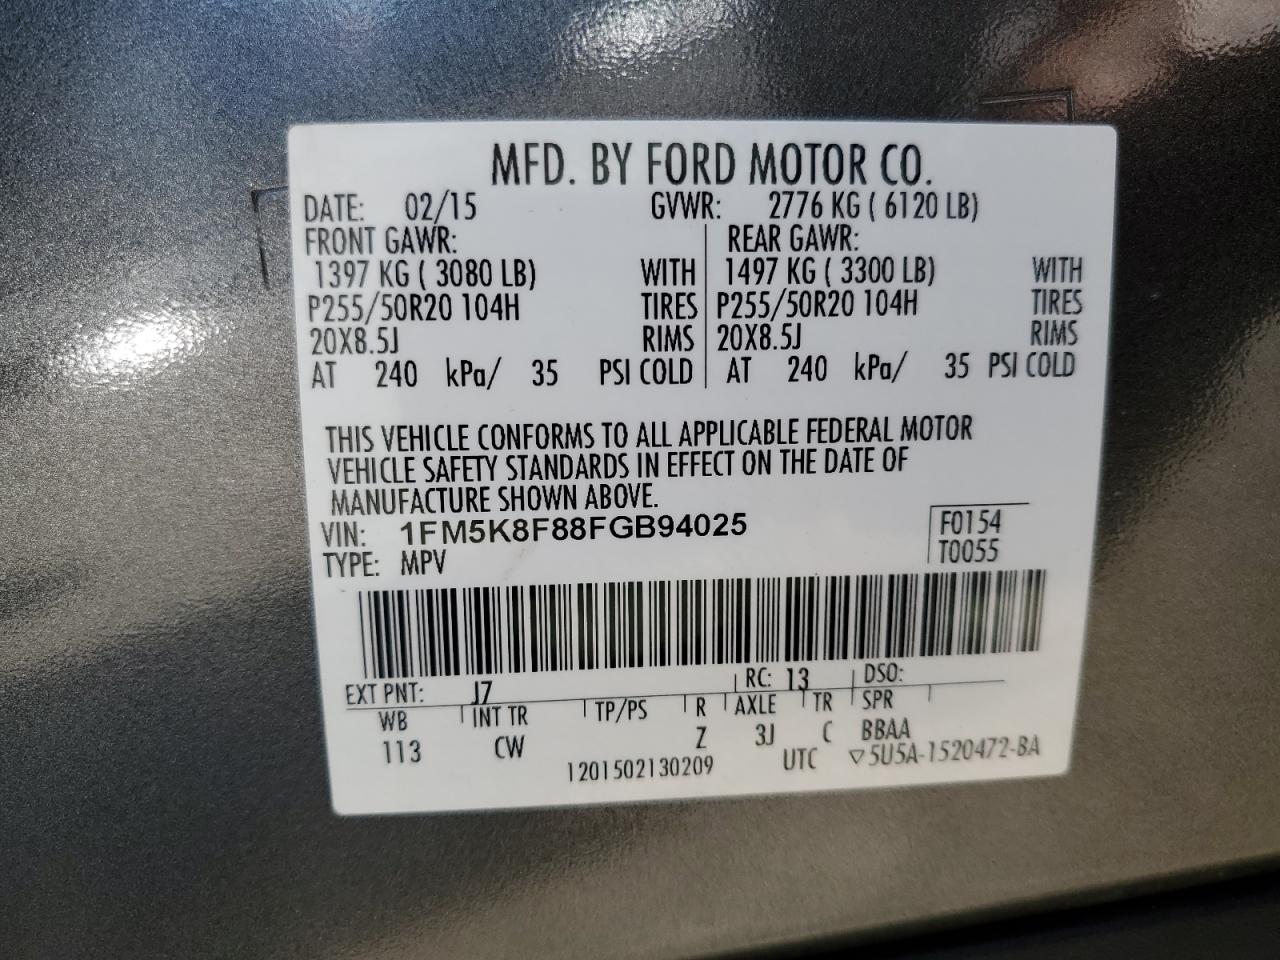 MFD. BY FORD MOTOR CO.
DATE: 02/15 GVWR: 2776 KG ( 6120 LB)
FRONT GAWR: REAR GAWR:
1397 KG ( 3080 LB) WITH 1497 KG ( 3300 LB) WITH
P255/50R20 104H TIRES P255/50R20 104H TIRES
20X8.5J RIMS 20X8.5J RIMS
AT 240 kPa/ 35 PSI COLD AT 240 kPa/ 35 PSI COLD
THIS VEHICLE CONFORMS TO ALL APPLICABLE FEDERAL MOTOR
VEHICLE SAFETY STANDARDS IN EFFECT ON THE DATE OF
MANUFACTURE SHOWN ABOVE.
VIN: 1FM5K8F88FGB94025 F0154
TYPE: MPV T0055
EXT PNT: J7 RC: 13 DSO:
WB INT TR TP/PS R AXLE TR SPR
113 CW Z 3J C BBAA
1201502130209 UTC ▽5U5A-1520472-BA